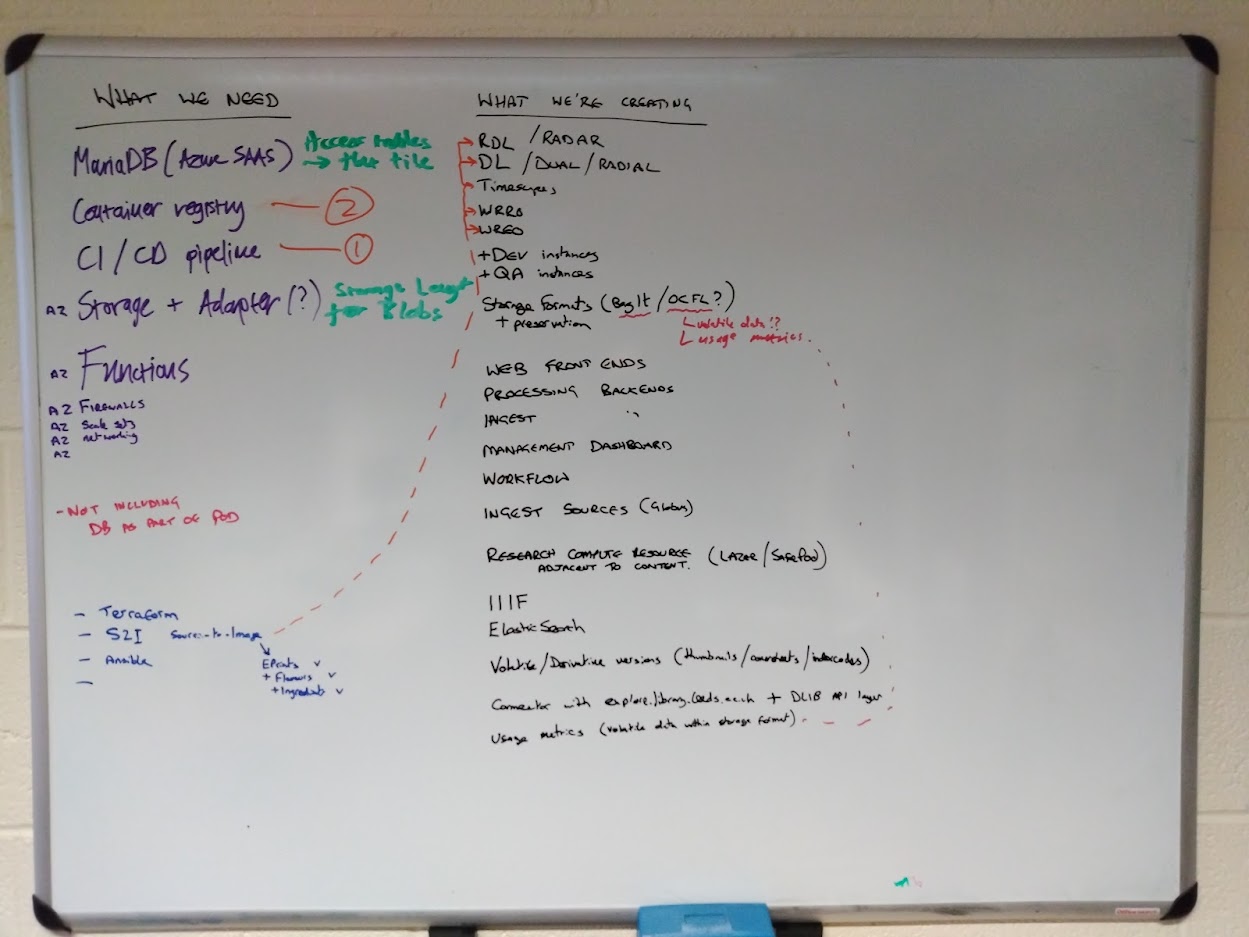 WHAT WE NEED
MariaDB (Azure SAAS)
Access tables
→ flat file
Container registry — 2
CI/CD pipeline — 1
AZ Storage + Adapter(?)
Storage
for Blobs
AZ Functions
AZ FIREWALLS
AZ Scale sets
AZ networking
AZ
- NOT INCLUDING
DB AS PART OF POD
- Terraform
- S2I Source-to-Image
- Ansible
-
EPrints ✓
+ Flavours ✓
+ Ingredients ✓
WHAT WE'RE CREATING
RDL / RADAR
DL / DUAL / RADIAL
Timescapes
WRRO
WREO
+ DEV instances
+ QA instances
Storage Formats (BagIt / OCFL?)
+ preservation
volatile data!?
usage metrics.
WEB FRONT ENDS
PROCESSING BACKENDS
INGEST "
MANAGEMENT DASHBOARD
WORKFLOW
INGEST SOURCES (Globus)
RESEARCH COMPUTE RESOURCE (LAZER/SafePod)
ADJACENT TO CONTENT.
IIIF
ElasticSearch
Volatile/Derivative versions (thumbnails/coversheets/indexcodes)
Connector with explore.library.leeds.ac.uk + DLIB API layer
Usage metrics (volatile data within storage format)